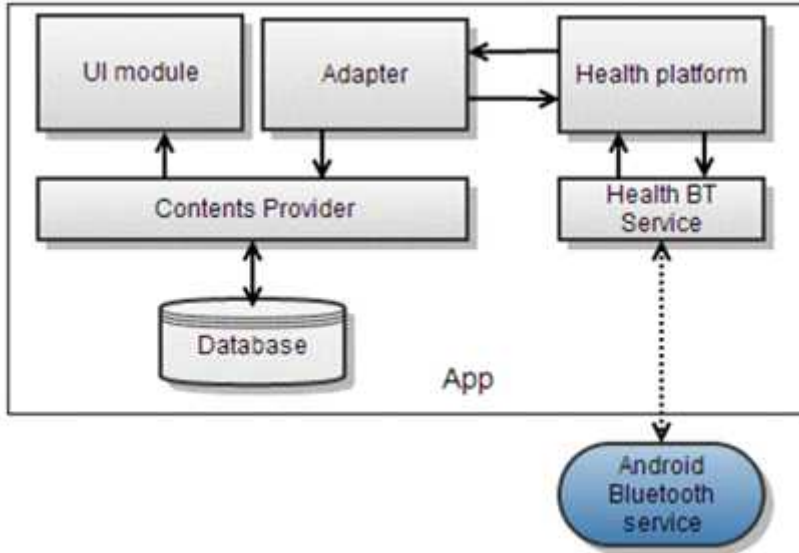 UI module
Adapter
Health platform
Contents Provider
Health BT
Service
Database
App
Android
Bluetooth
service